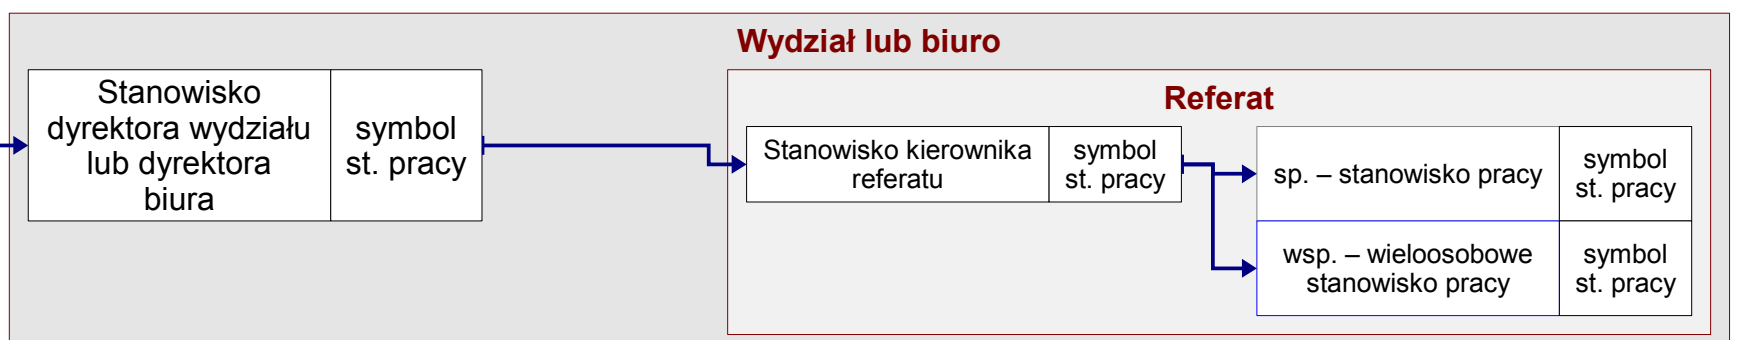 Wydział lub biuro
Stanowisko
dyrektora wydziału
lub dyrektora
biura
symbol
st. pracy
Referat
Stanowisko kierownika
referatu
symbol
st. pracy
sp. – stanowisko pracy
symbol
st. pracy
wsp. – wieloosobowe
stanowisko pracy
symbol
st. pracy